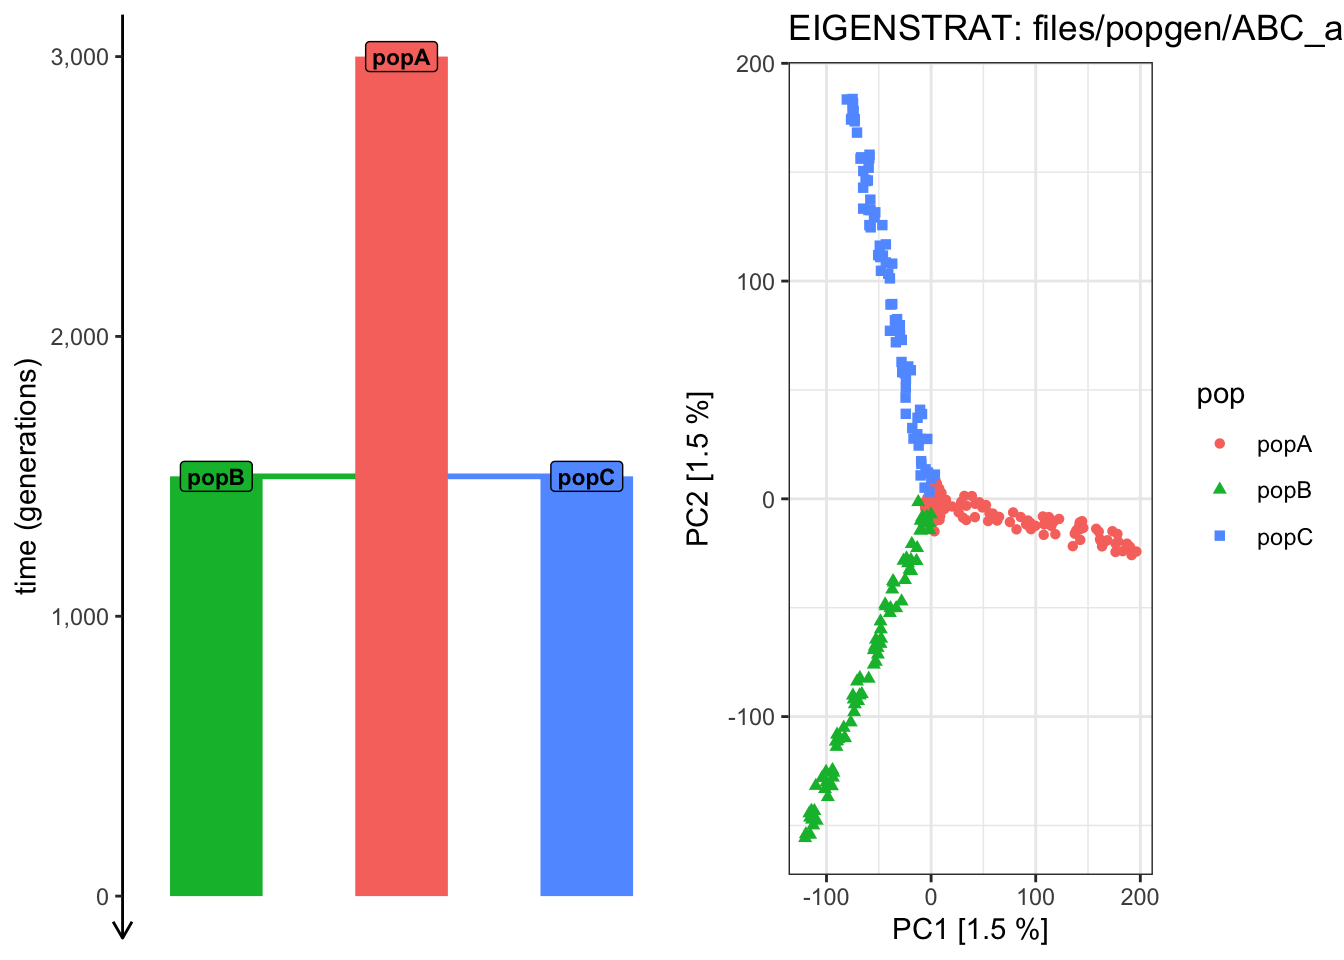 time (generations)
3,000
2,000
1,000
0
popA
popB
popC
EIGENSTRAT: files/popgen/ABC_a
PC2 [1.5 %]
200
100
0
-100
-100 0 100 200
PC1 [1.5 %]
pop
popA
popB
popC